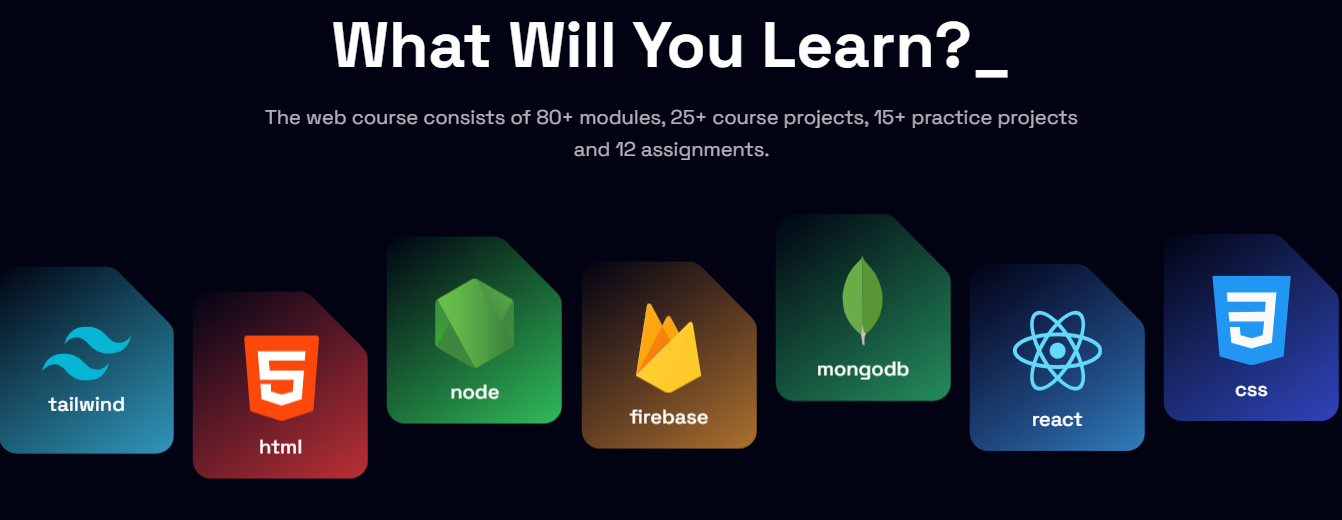 What Will You Learn?_
The web course consists of 80+ modules, 25+ course projects, 15+ practice projects
and 12 assignments.
tailwind
html
node
firebase
mongodb
react
css